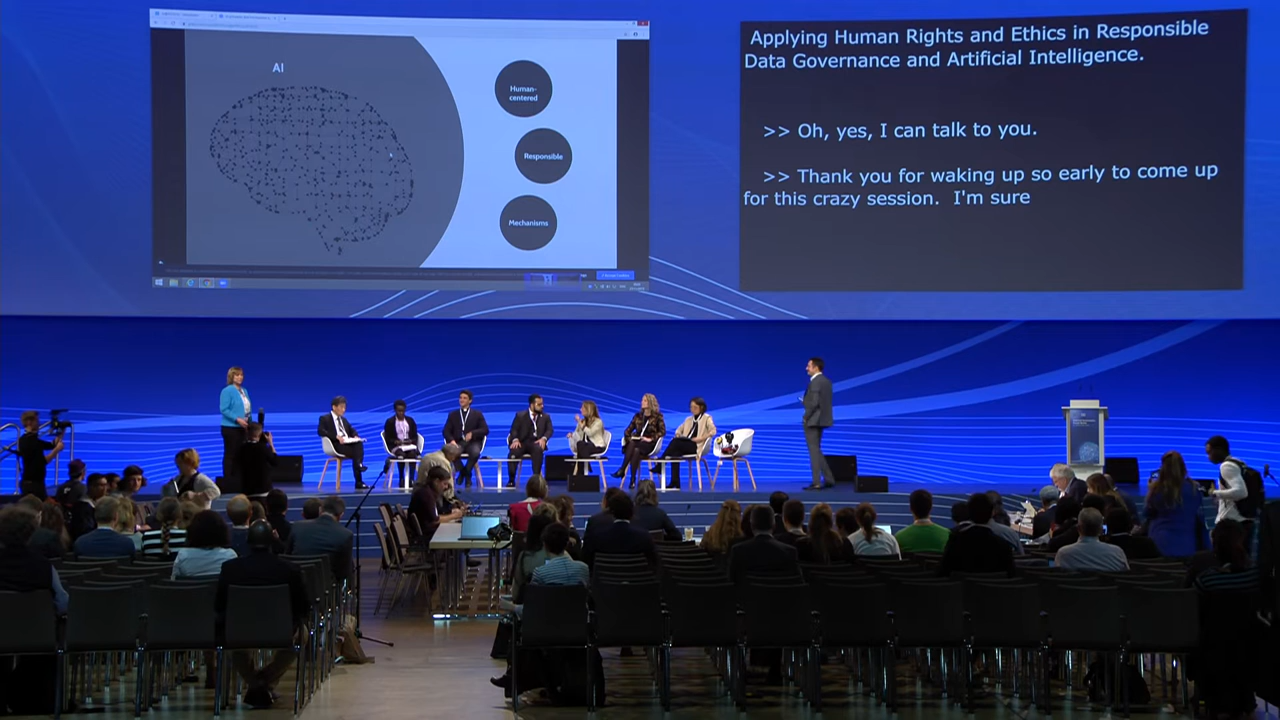 AI
Human-
centered
Responsible
Mechanisms
Applying Human Rights and Ethics in Responsible
Data Governance and Artificial Intelligence.
>> Oh, yes, I can talk to you.
>> Thank you for waking up so early to come up
for this crazy session. I'm sure